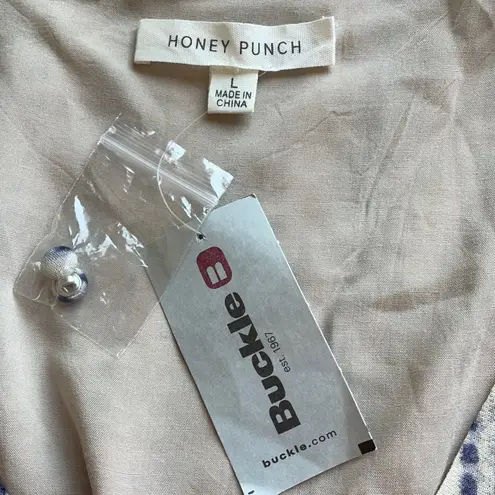 HONEY PUNCH
L
MADE IN
CHINA
Buckle B
est. 1967
buckle.com